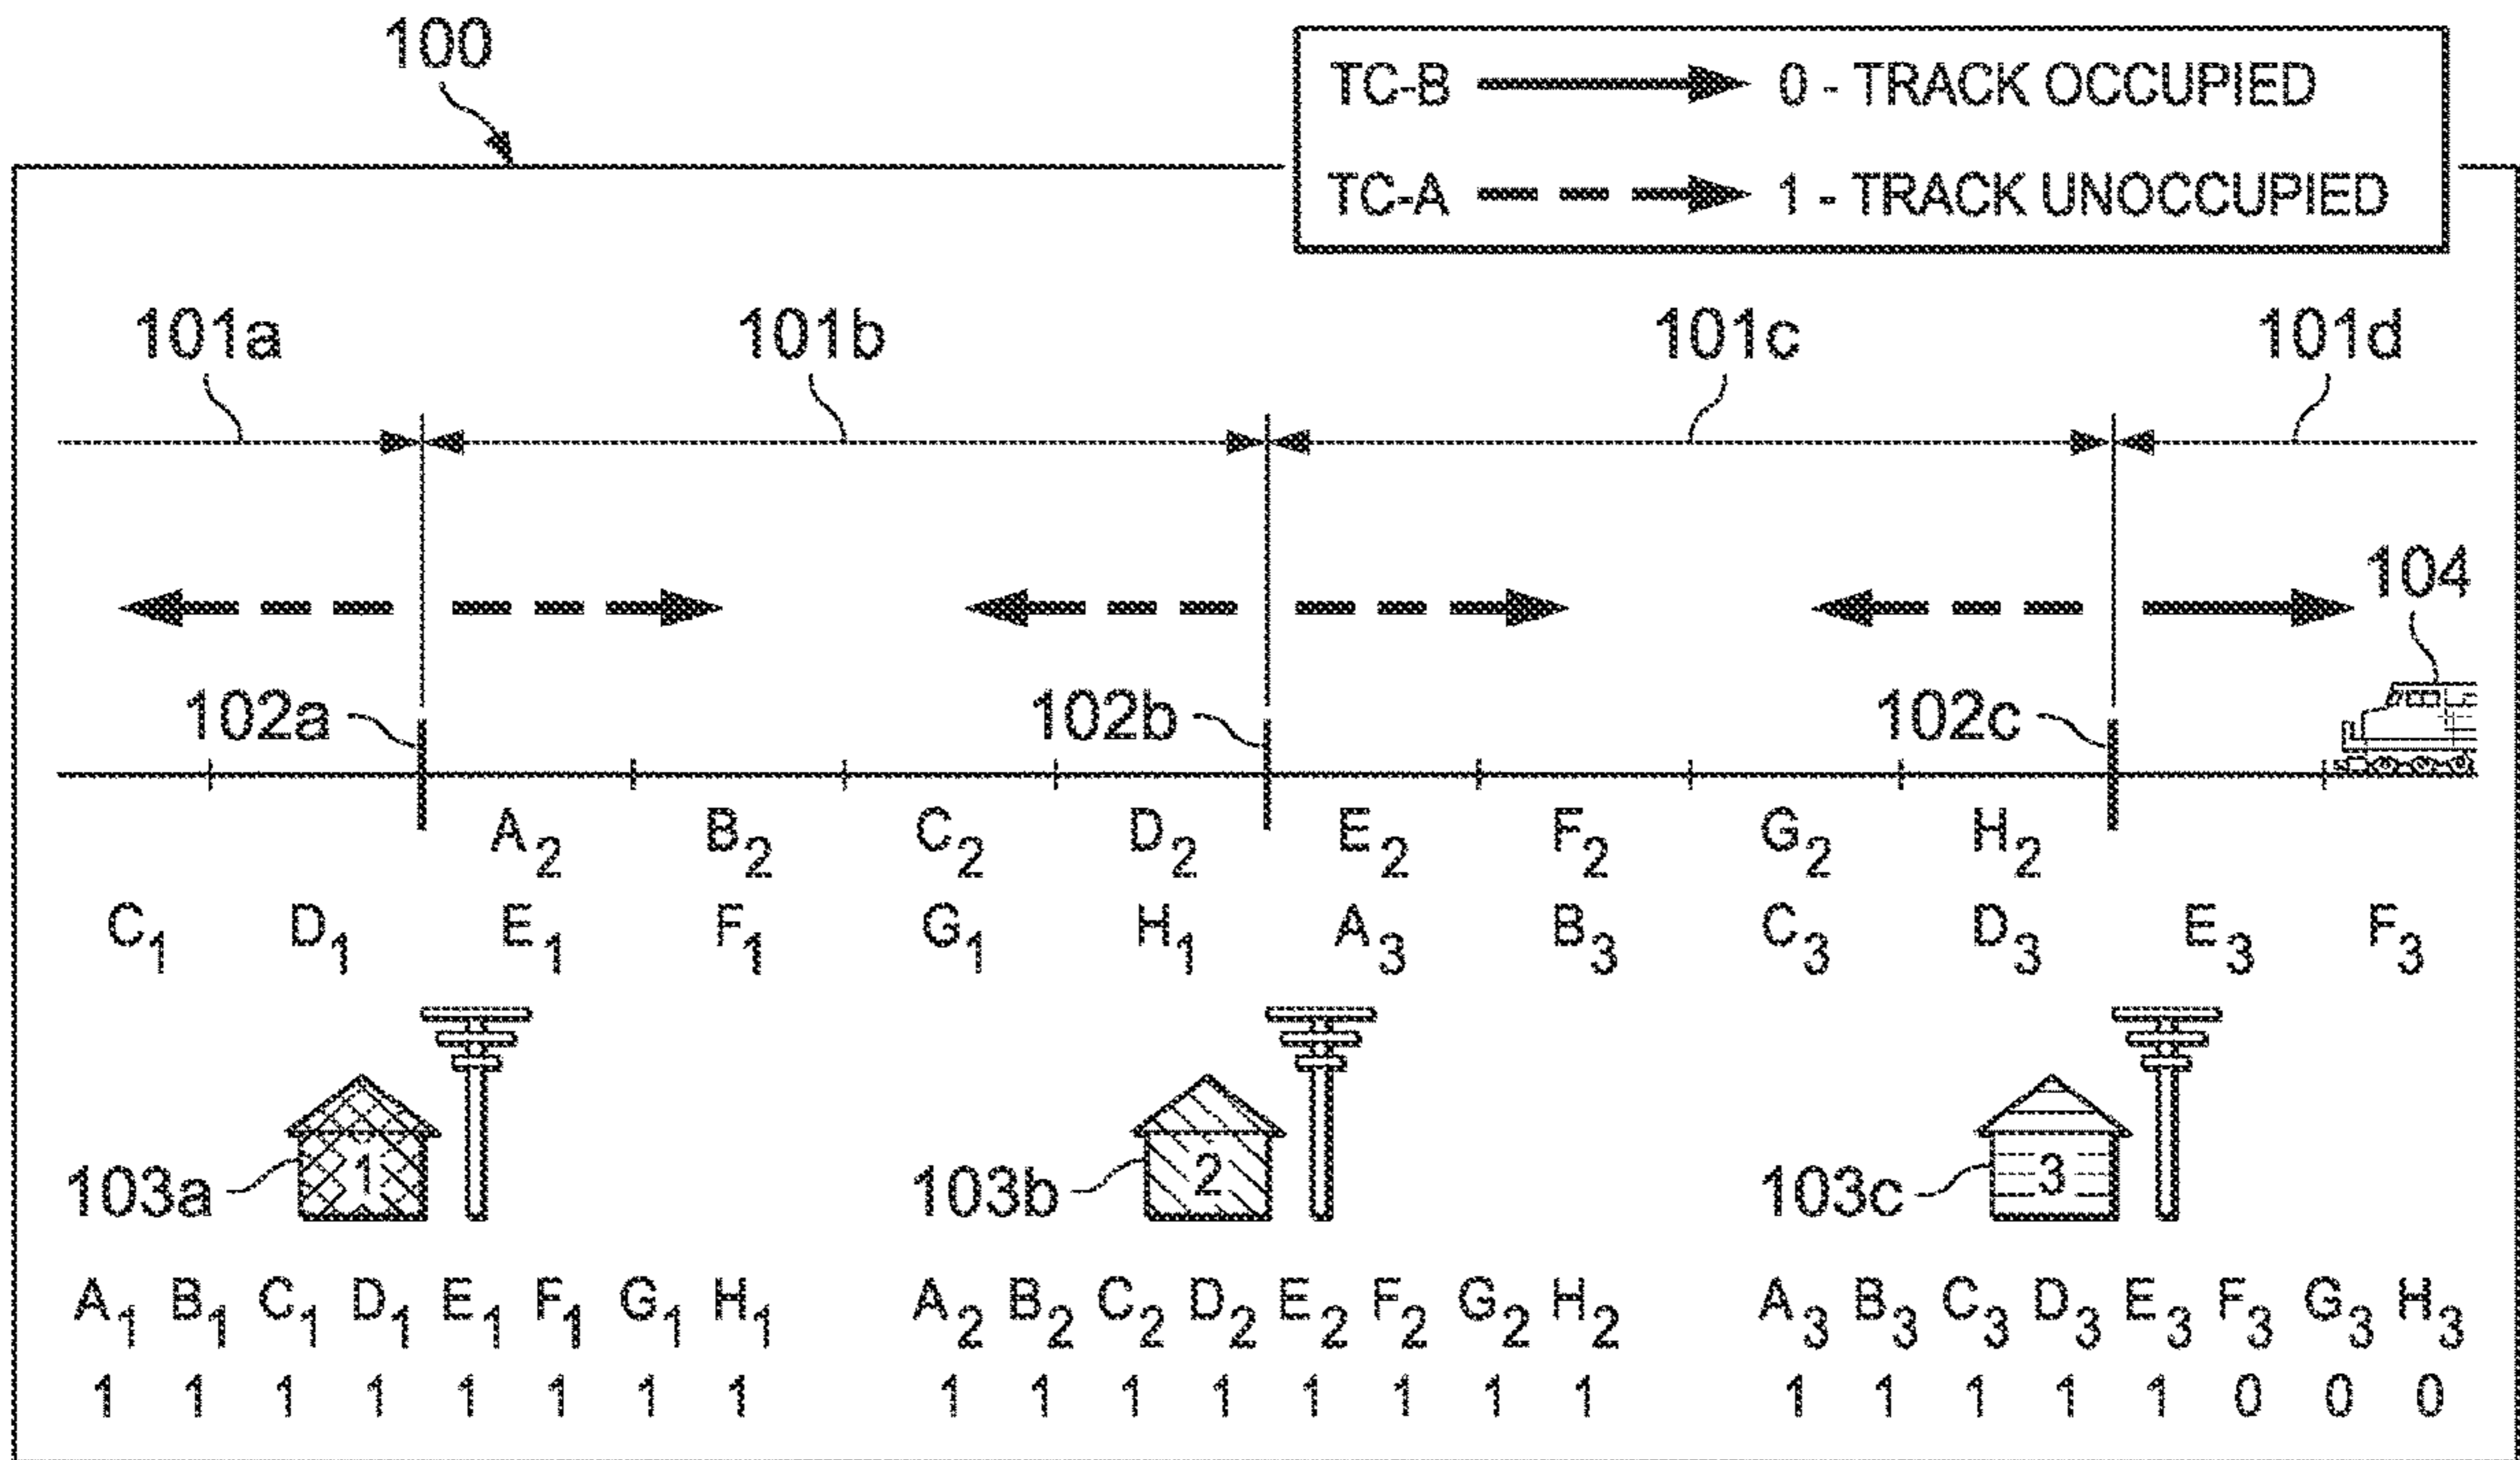 100
TC-B 0 - TRACK OCCUPIED
TC-A 1 - TRACK UNOCCUPIED
101a 101b 101c 101d
104
102a 102b 102c
A2 B2 C2 D2 E2 F2 G2 H2
C1 D1 E1 F1 G1 H1 A3 B3 C3 D3 E3 F3
1 2 3
103a 103b 103c
A1 B1 C1 D1 E1 F1 G1 H1 A2 B2 C2 D2 E2 F2 G2 H2 A3 B3 C3 D3 E3 F3 G3 H3
1 1 1 1 1 1 1 1 1 1 1 1 1 1 1 1 1 1 1 1 1 0 0 0